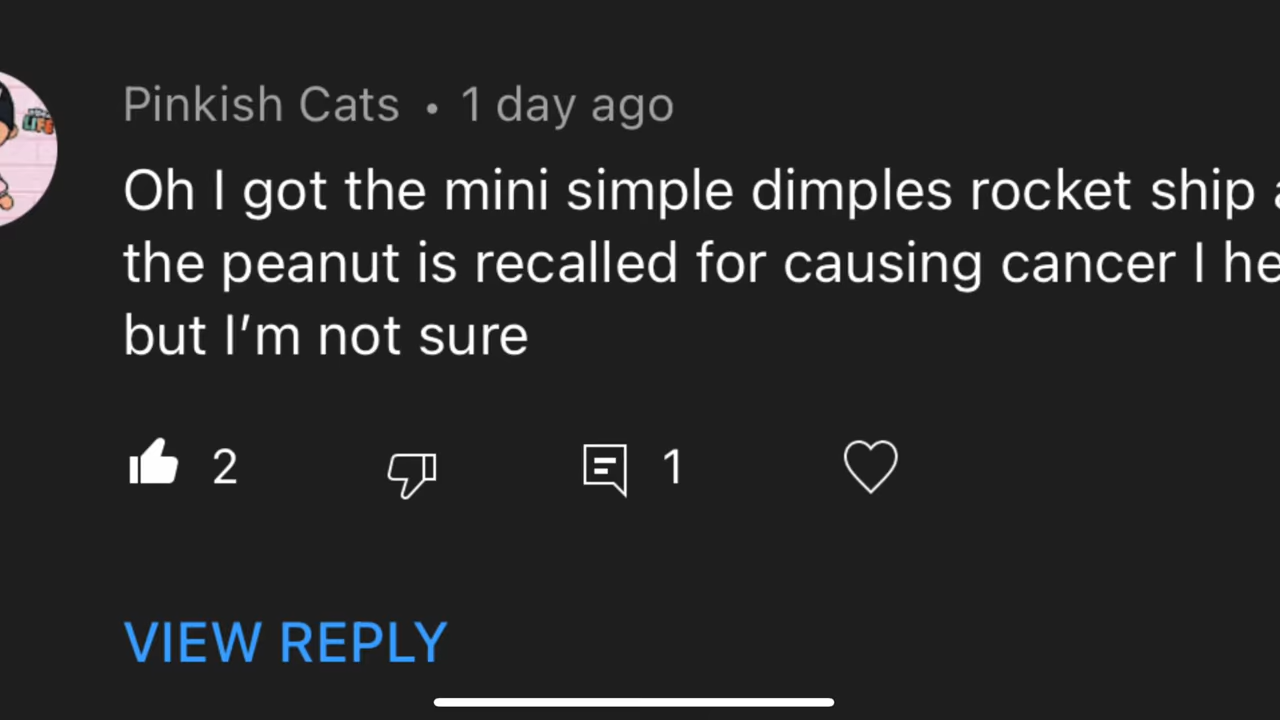 Pinkish Cats • 1 day ago
Oh I got the mini simple dimples rocket ship
the peanut is recalled for causing cancer I
but I’m not sure
2
1
VIEW REPLY